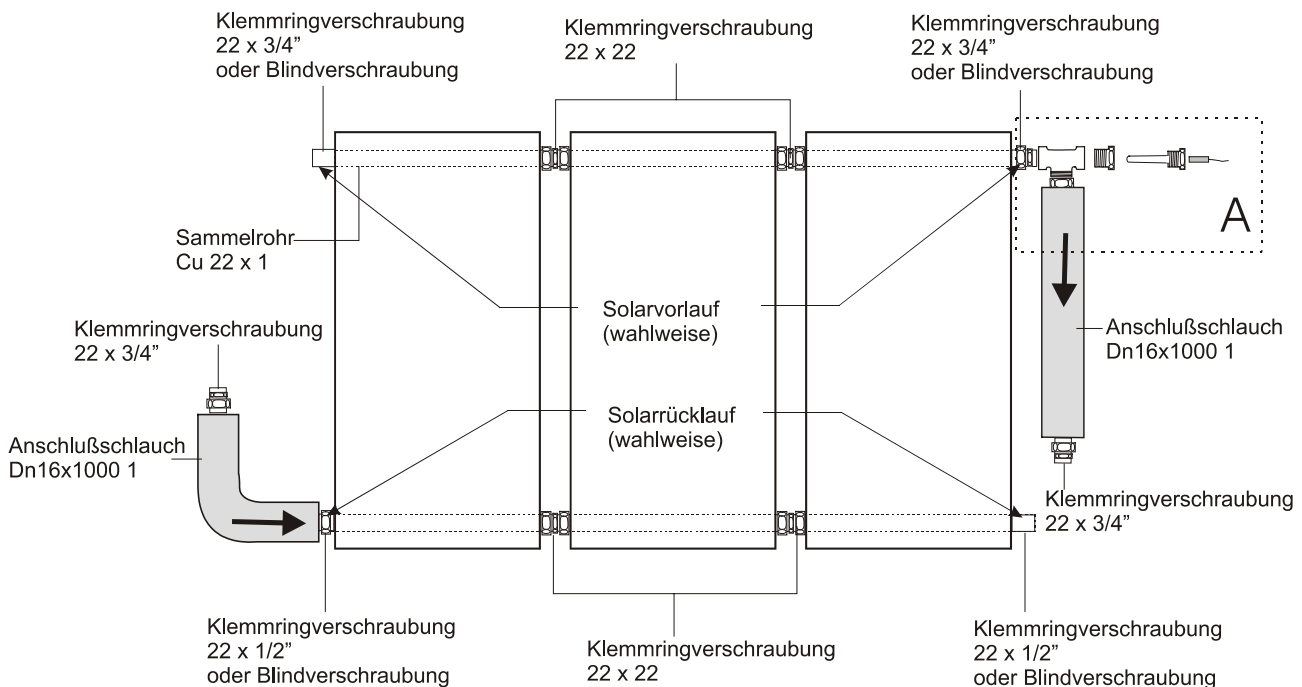 Klemmringverschraubung
22 x 3/4”
oder Blindverschraubung
Klemmringverschraubung
22 x 22
Klemmringverschraubung
22 x 3/4”
oder Blindverschraubung
A
Sammelrohr
Cu 22 x 1
Solarvorlauf
(wahlweise)
Klemmringverschraubung
22 x 3/4”
Anschlußschlauch
Dn16x1000 1
Solarrücklauf
(wahlweise)
Anschlußschlauch
Dn16x1000 1
Klemmringverschraubung
22 x 3/4”
Klemmringverschraubung
22 x 1/2”
oder Blindverschraubung
Klemmringverschraubung
22 x 22
Klemmringverschraubung
22 x 1/2”
oder Blindverschraubung